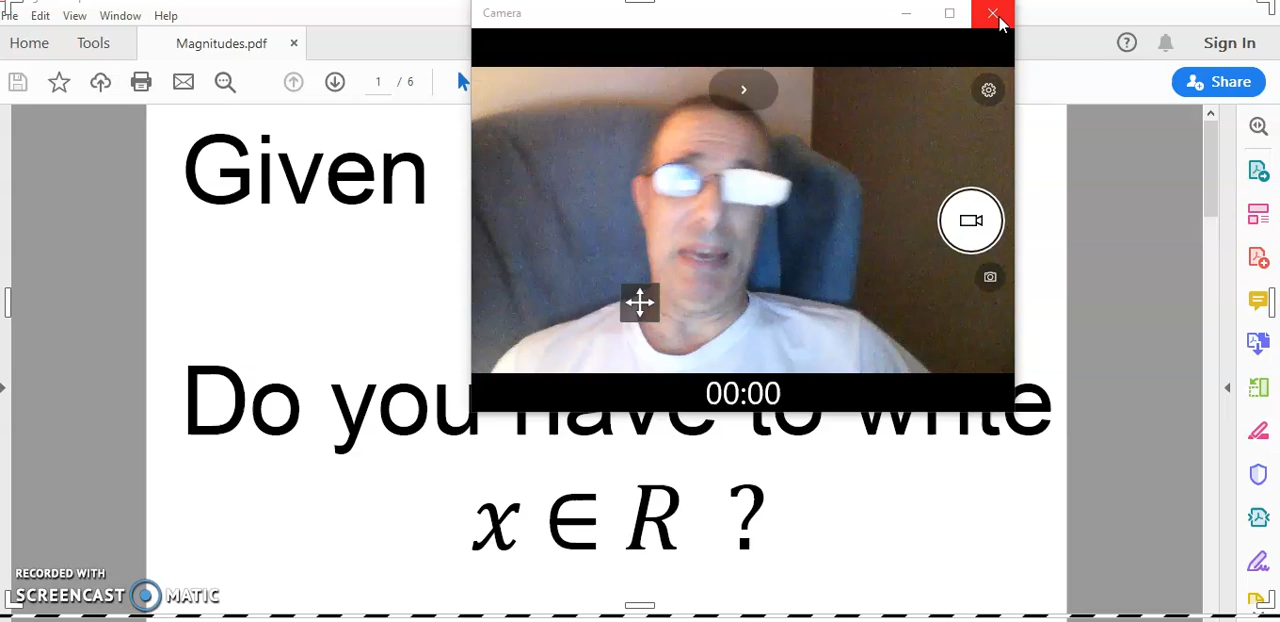 File Edit View Window Help
Camera
Home Tools Magnitudes.pdf × ? Sign In
1 / 6
Share
Given
00:00
Do you have to write
x ∈ R ?
RECORDED WITH
SCREENCAST MATIC